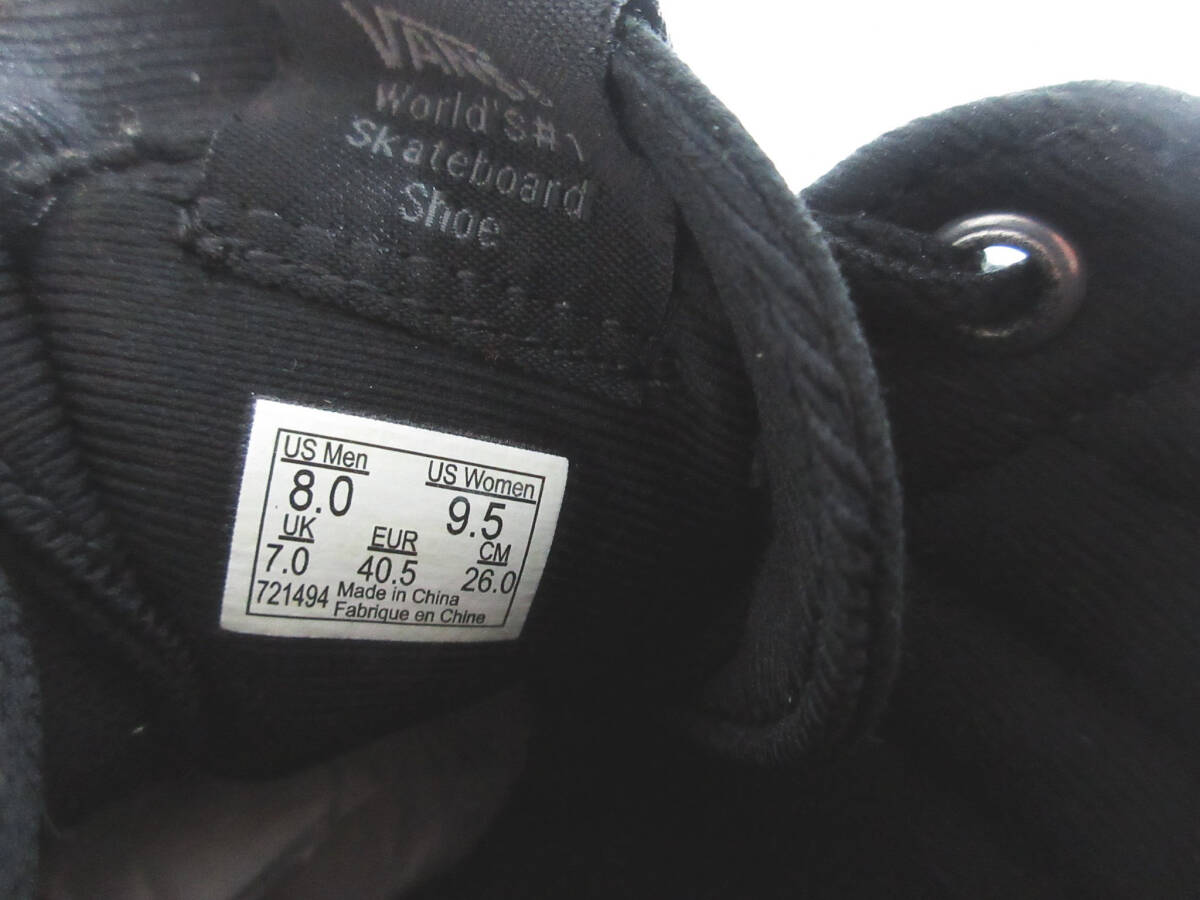 VANS
World's #1
Skateboard
Shoe
US Men US Women
8.0 9.5
UK EUR CM
7.0 40.5 26.0
721494 Made in China
Fabrique en Chine